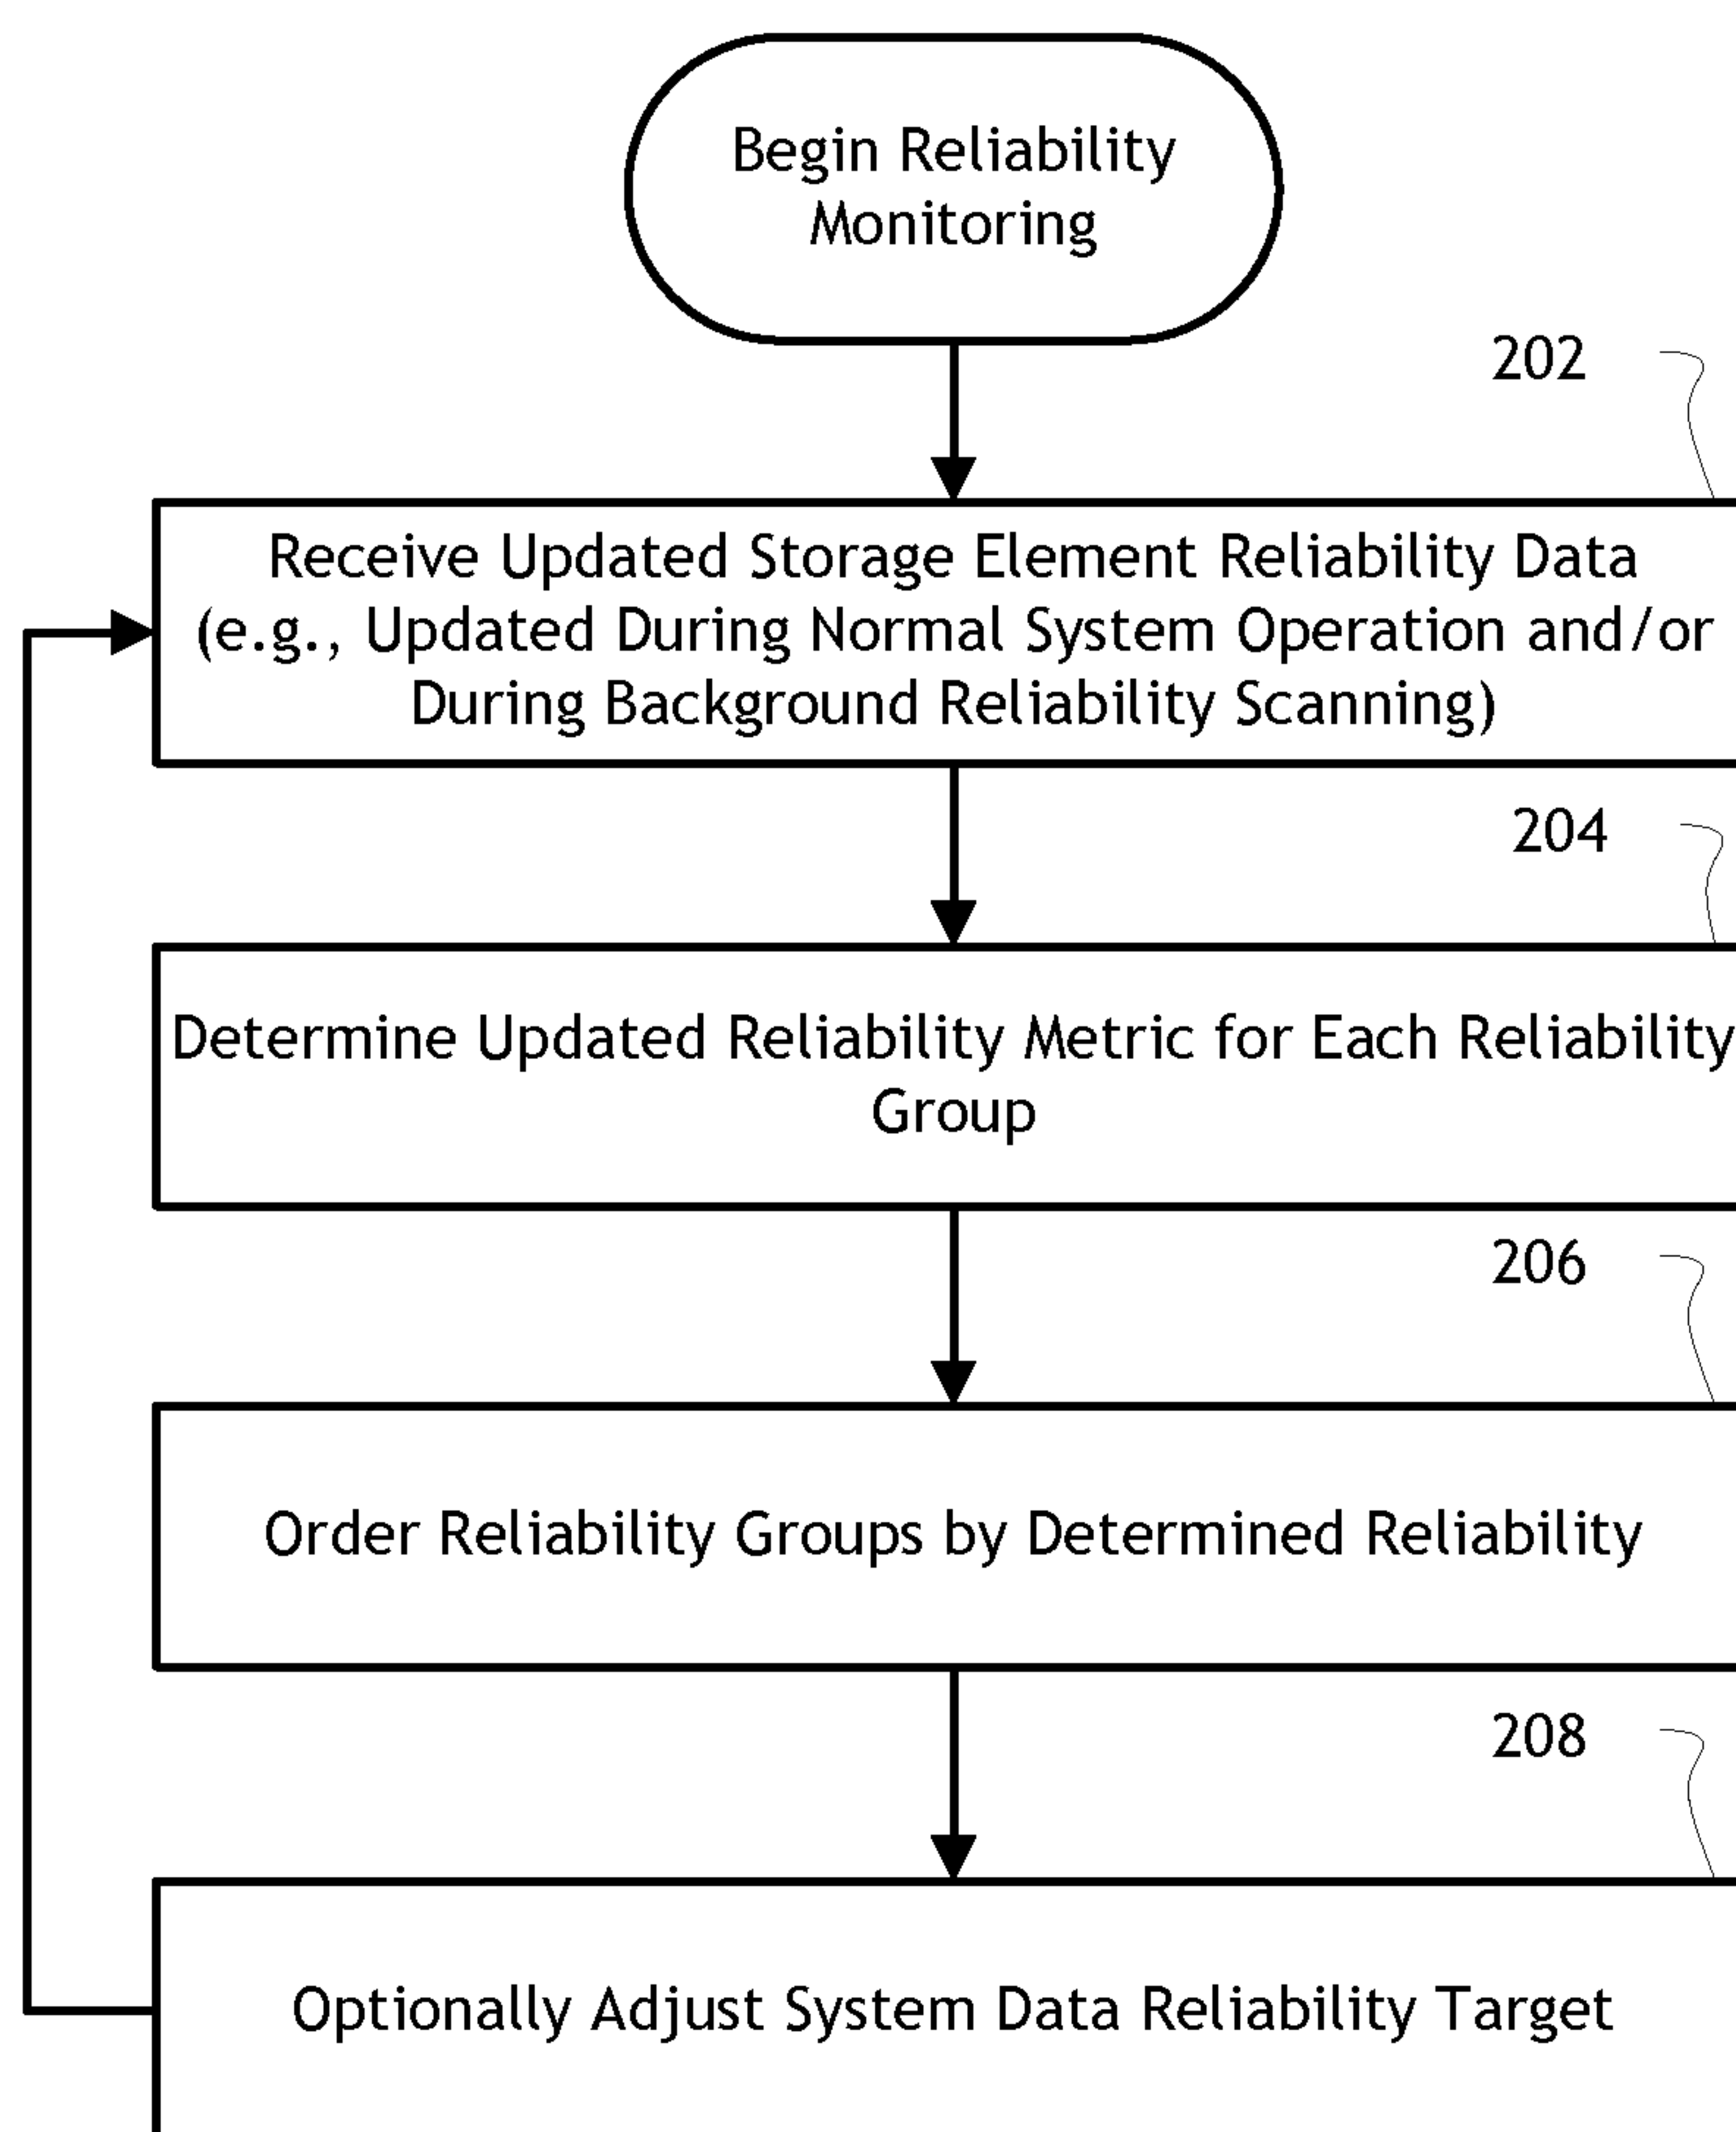 Begin Reliability
Monitoring
202
Receive Updated Storage Element Reliability Data
(e.g., Updated During Normal System Operation and/or
During Background Reliability Scanning)
204
Determine Updated Reliability Metric for Each Reliability
Group
206
Order Reliability Groups by Determined Reliability
208
Optionally Adjust System Data Reliability Target